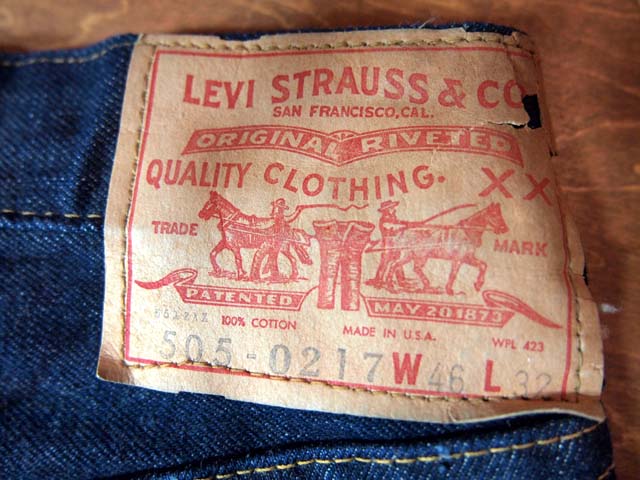 LEVI STRAUSS & CO
SAN FRANCISCO, CAL.
ORIGINAL RIVETED
QUALITY CLOTHING. XX
TRADE MARK
PATENTED MAY 20 1873
100% COTTON MADE IN U.S.A. WPL 423
505-0217 W 46 L 32